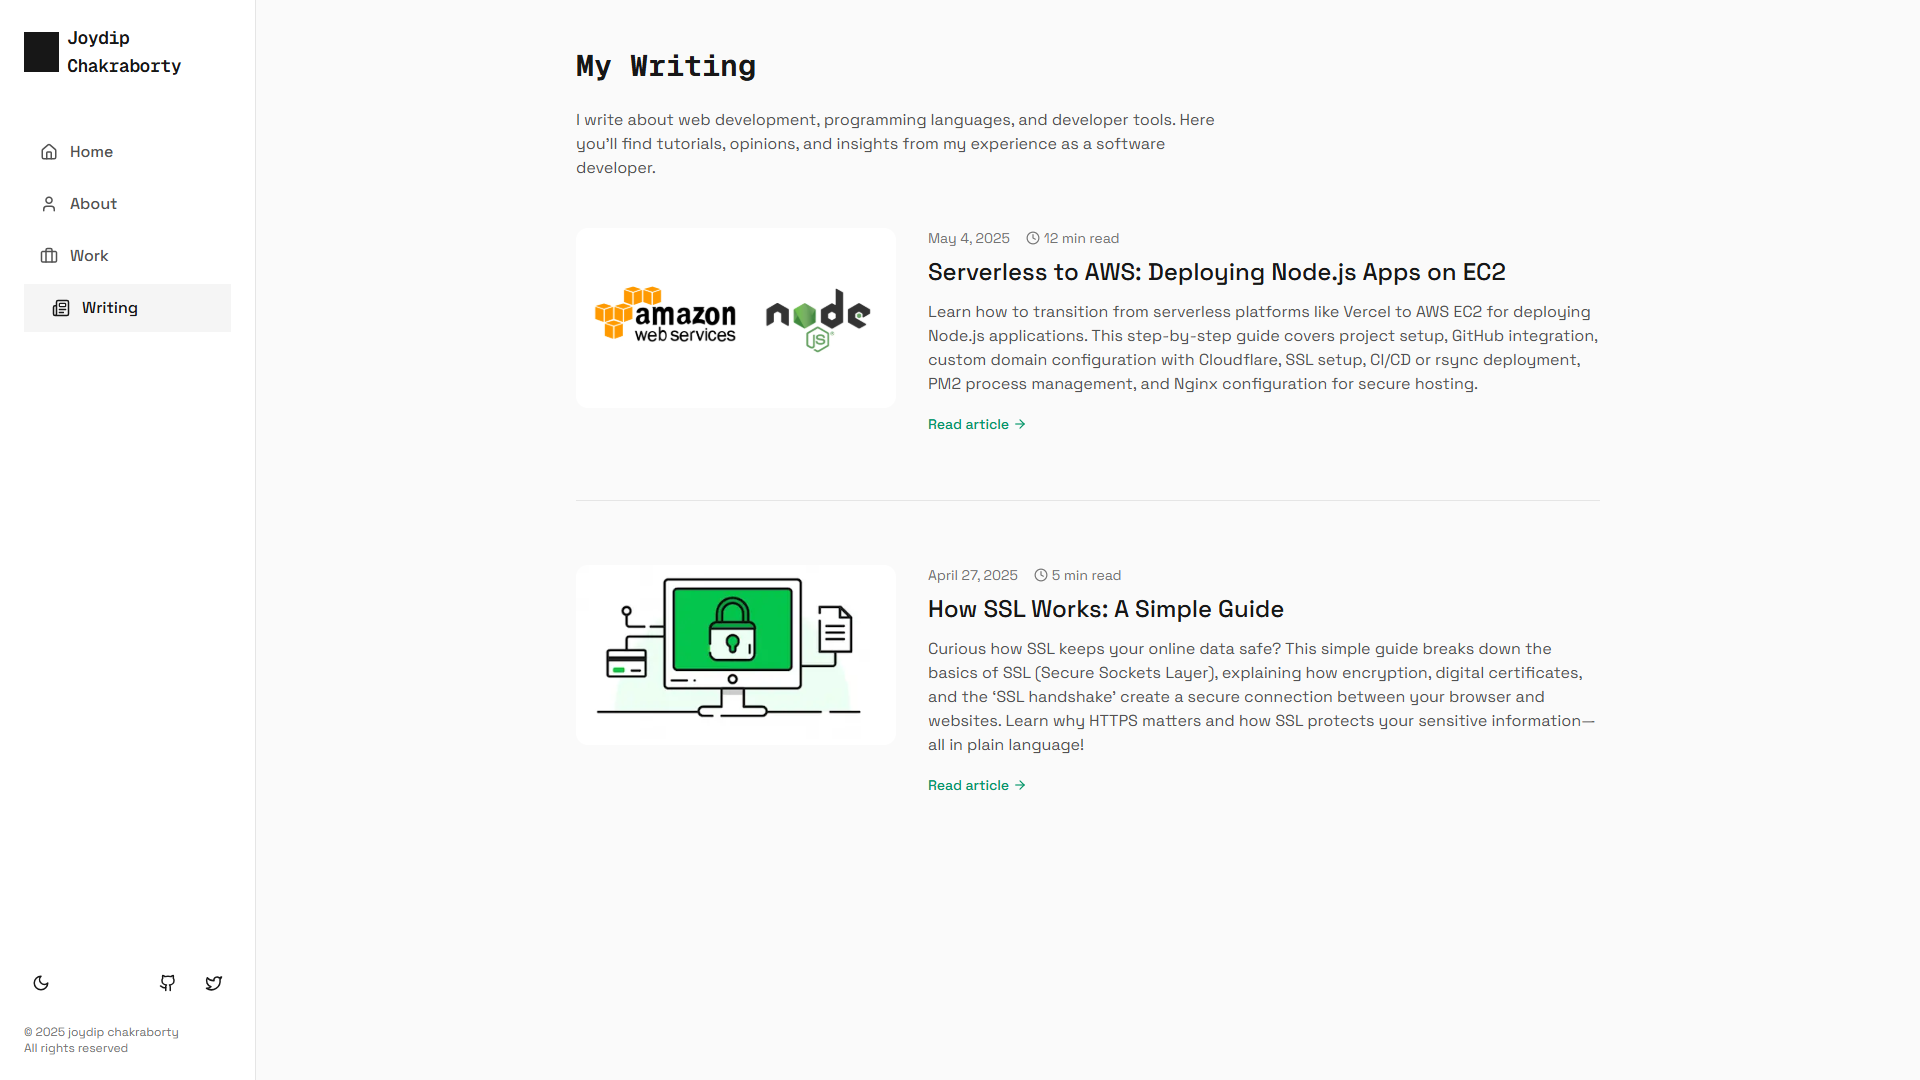 Joydip
Chakraborty
Home
About
Work
Writing
© 2025 joydip chakraborty
All rights reserved
My Writing
I write about web development, programming languages, and developer tools. Here
you’ll find tutorials, opinions, and insights from my experience as a software
developer.
amazon
web services
node
JS
May 4, 2025 12 min read
Serverless to AWS: Deploying Node.js Apps on EC2
Learn how to transition from serverless platforms like Vercel to AWS EC2 for deploying
Node.js applications. This step-by-step guide covers project setup, GitHub integration,
custom domain configuration with Cloudflare, SSL setup, CI/CD or rsync deployment,
PM2 process management, and Nginx configuration for secure hosting.
Read article →
April 27, 2025 5 min read
How SSL Works: A Simple Guide
Curious how SSL keeps your online data safe? This simple guide breaks down the
basics of SSL (Secure Sockets Layer), explaining how encryption, digital certificates,
and the ‘SSL handshake’ create a secure connection between your browser and
websites. Learn why HTTPS matters and how SSL protects your sensitive information—
all in plain language!
Read article →